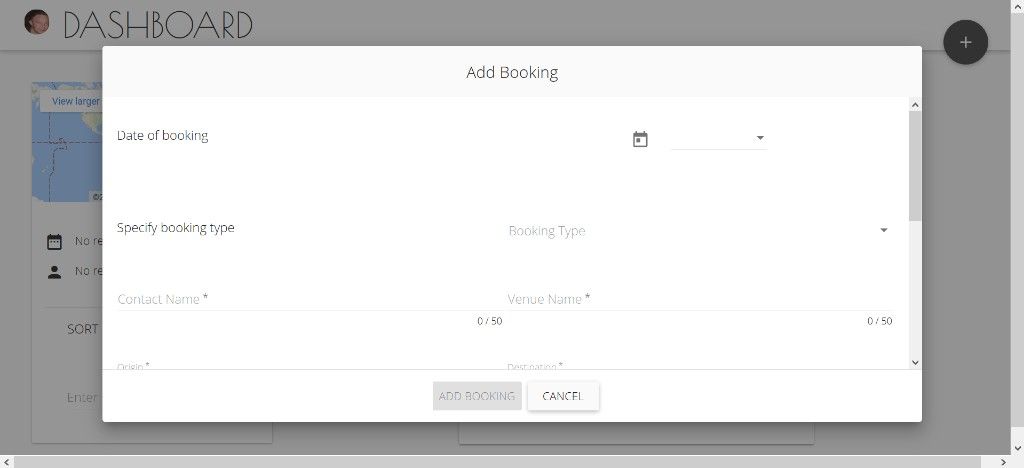 DASHBOARD
+
Add Booking
View larger
Date of booking
©2
Specify booking type
Booking Type
No re
No re
Contact Name *
Venue Name *
0 / 50
0 / 50
SORT
Origin *
Destination *
Enter
ADD BOOKING
CANCEL